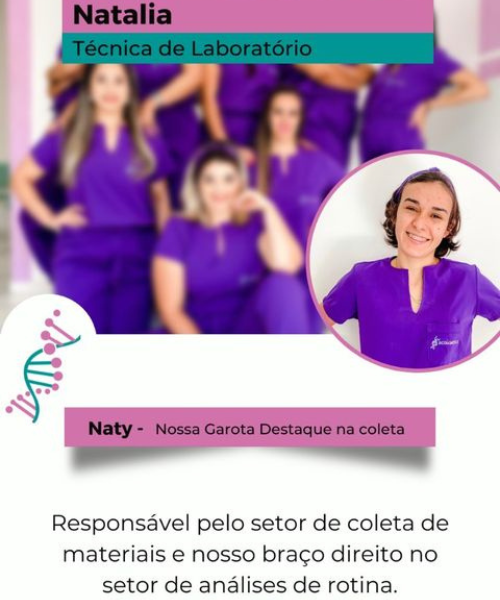 Natalia
Técnica de Laboratório
Naty - Nossa Garota Destaque na coleta
Responsável pelo setor de coleta de
materiais e nosso braço direito no
setor de análises de rotina.